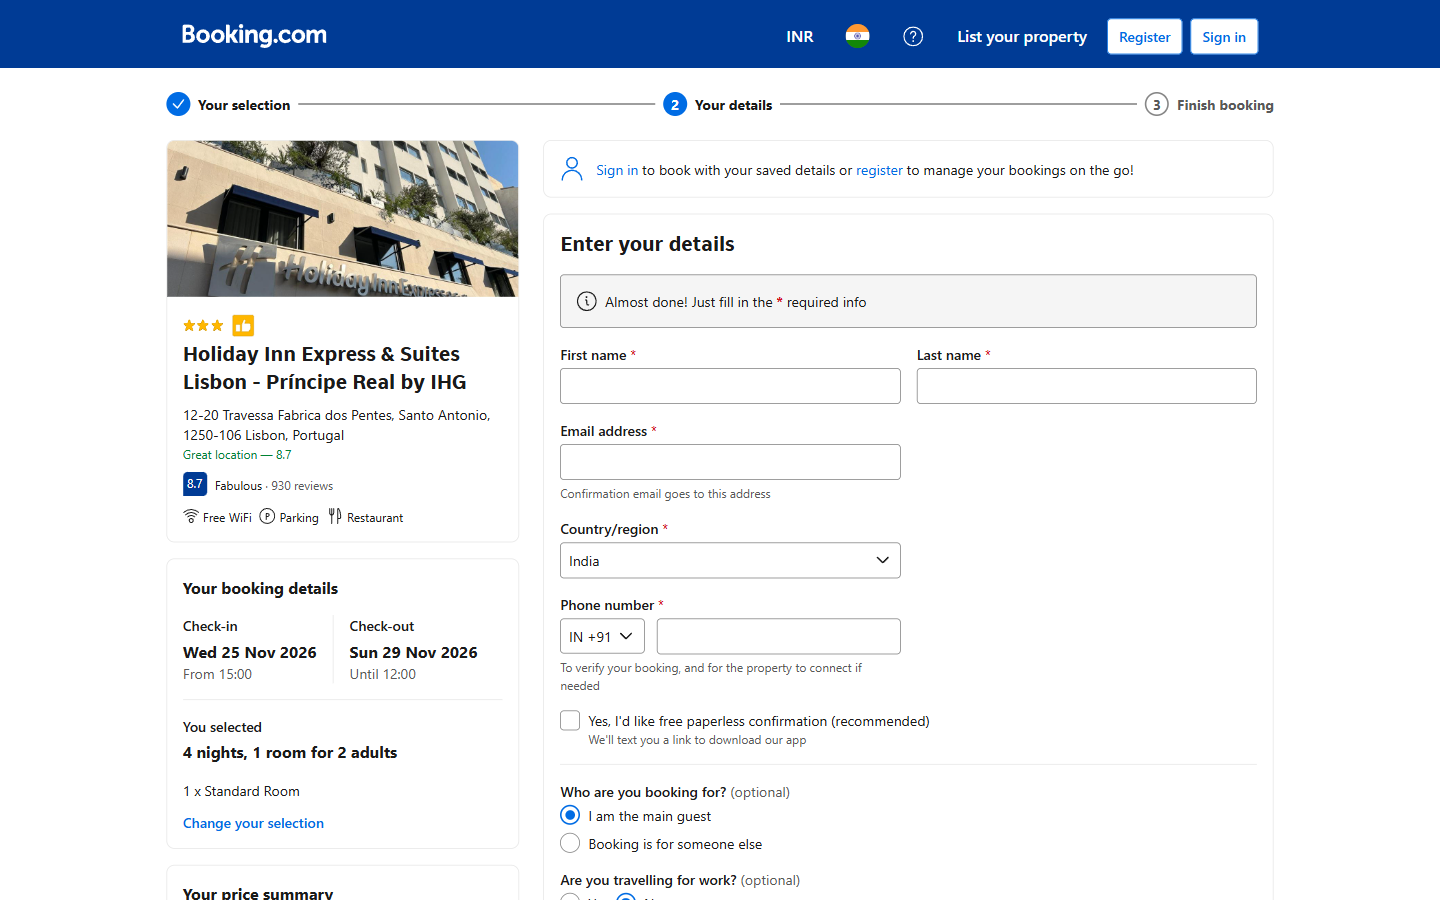 Booking.com
INR
List your property
Register
Sign in
Your selection
2 Your details
3 Finish booking
Holiday Inn Express
Holiday Inn Express & Suites
Lisbon - Príncipe Real by IHG
12-20 Travessa Fabrica dos Pentes, Santo Antonio,
1250-106 Lisbon, Portugal
Great location — 8.7
8.7 Fabulous · 930 reviews
Free WiFi
Parking
Restaurant
Your booking details
Check-in
Wed 25 Nov 2026
From 15:00
Check-out
Sun 29 Nov 2026
Until 12:00
You selected
4 nights, 1 room for 2 adults
1 x Standard Room
Change your selection
Your price summary
Sign in to book with your saved details or register to manage your bookings on the go!
Enter your details
Almost done! Just fill in the * required info
First name *
Last name *
Email address *
Confirmation email goes to this address
Country/region *
India
Phone number *
IN +91
To verify your booking, and for the property to connect if
needed
Yes, I'd like free paperless confirmation (recommended)
We'll text you a link to download our app
Who are you booking for? (optional)
I am the main guest
Booking is for someone else
Are you travelling for work? (optional)